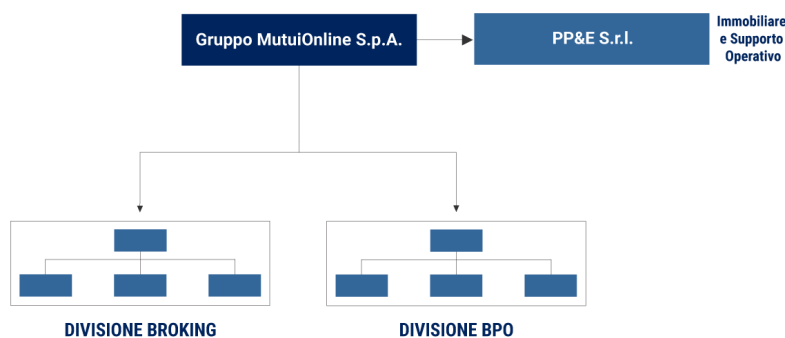 Gruppo MutuiOnline S.p.A.
PP&E S.r.l.
Immobiliare
e Supporto
Operativo
DIVISIONE BROKING
DIVISIONE BPO